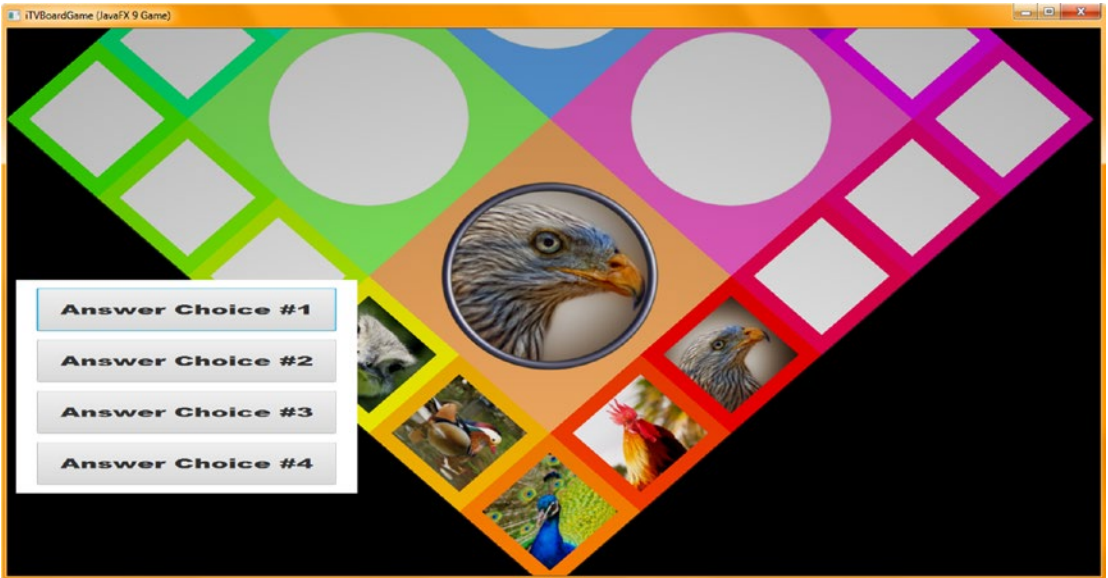 iTVBoardGame (JavaFX 9 Game)
Answer Choice #1
Answer Choice #2
Answer Choice #3
Answer Choice #4